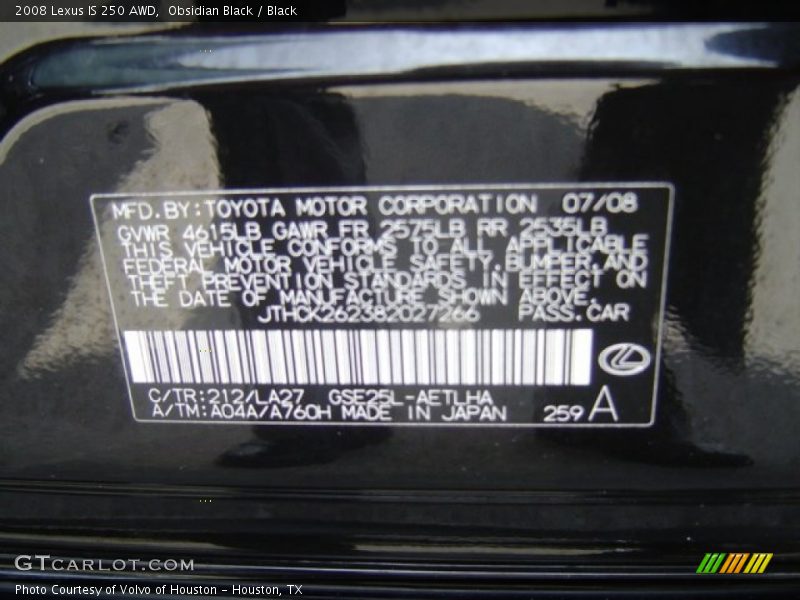 2008 Lexus IS 250 AWD,  Obsidian Black / Black
MFD.BY:TOYOTA MOTOR CORPORATION 07/08
GVWR 4615LB GAWR FR 2575LB RR 2535LB
THIS VEHICLE CONFORMS TO ALL APPLICABLE
FEDERAL MOTOR VEHICLE SAFETY,BUMPER,AND
THEFT PREVENTION STANDARDS IN EFFECT ON
THE DATE OF MANUFACTURE SHOWN ABOVE.
JTHCK262382027266 PASS.CAR
C/TR:212/LA27 GSE25L-AETLHA
A/TM:A04A/A760H MADE IN JAPAN 259 A
GTCARLOT.COM
Photo Courtesy of Volvo of Houston - Houston, TX